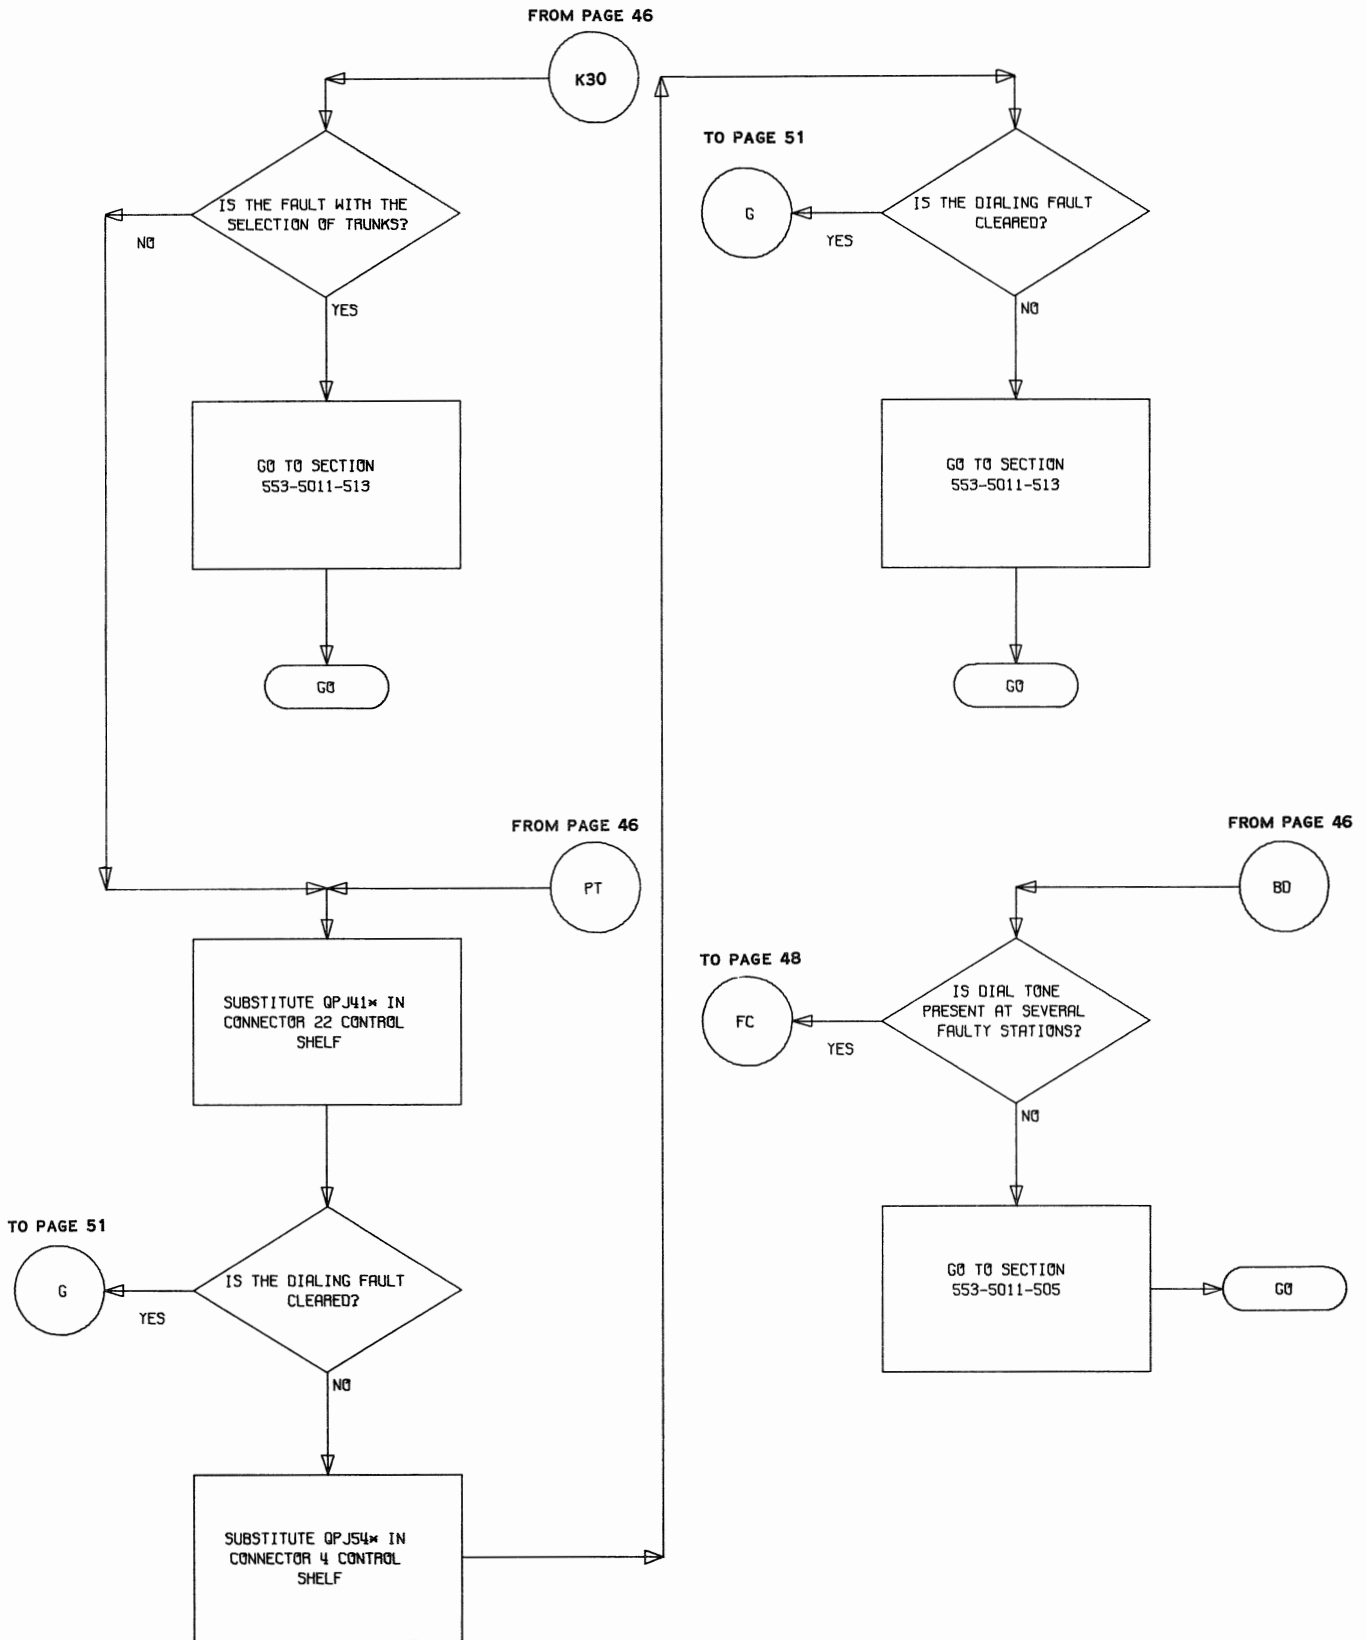 FROM PAGE 46
K30
IS THE FAULT WITH THE
SELECTION OF TRUNKS?
NO
YES
GO TO SECTION
553-5011-513
GO
FROM PAGE 46
PT
SUBSTITUTE QPJ41* IN
CONNECTOR 22 CONTROL
SHELF
TO PAGE 51
G
YES
IS THE DIALING FAULT
CLEARED?
NO
SUBSTITUTE QPJ54* IN
CONNECTOR 4 CONTROL
SHELF
TO PAGE 51
G
YES
IS THE DIALING FAULT
CLEARED?
NO
GO TO SECTION
553-5011-513
GO
FROM PAGE 46
BD
TO PAGE 48
FC
YES
IS DIAL TONE
PRESENT AT SEVERAL
FAULTY STATIONS?
NO
GO TO SECTION
553-5011-505
GO